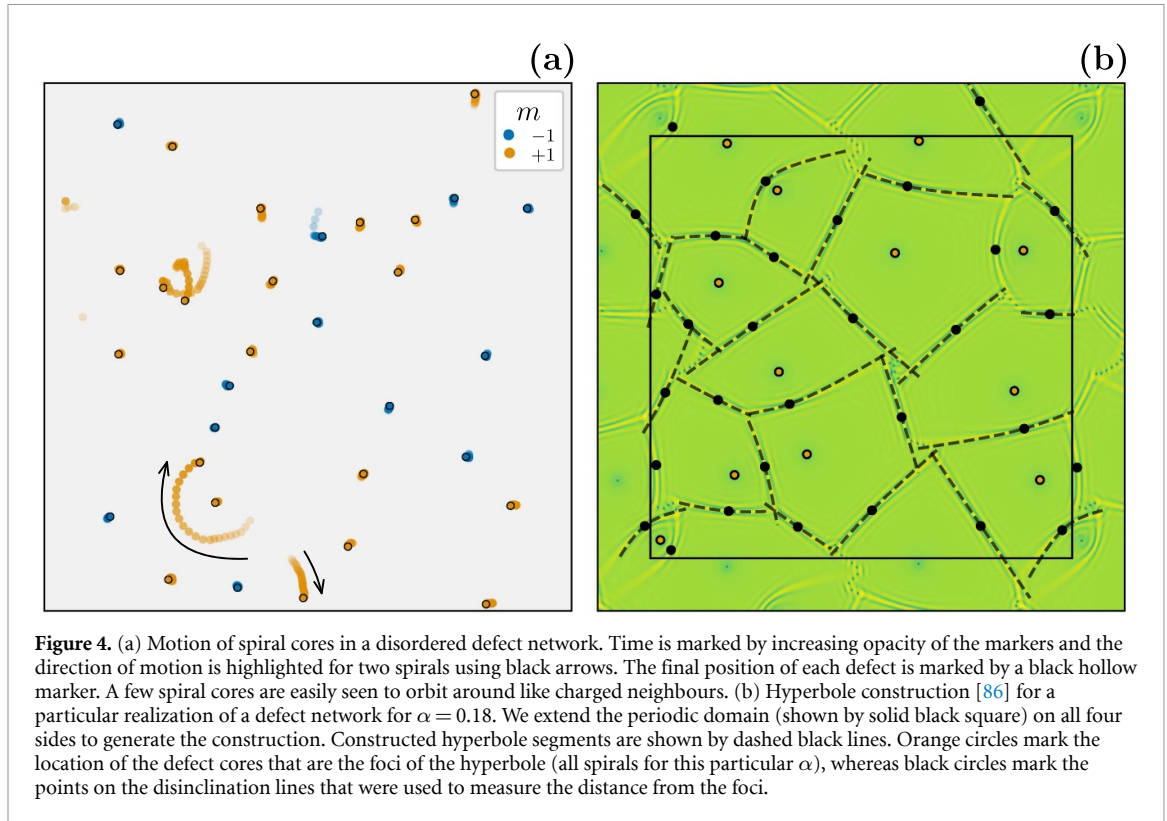 (a)
(b)
m
−1
+1
Figure 4. (a) Motion of spiral cores in a disordered defect network. Time is marked by increasing opacity of the markers and the
direction of motion is highlighted for two spirals using black arrows. The final position of each defect is marked by a black hollow
marker. A few spiral cores are easily seen to orbit around like charged neighbours. (b) Hyperbole construction [86] for a
particular realization of a defect network for α = 0.18. We extend the periodic domain (shown by solid black square) on all four
sides to generate the construction. Constructed hyperbole segments are shown by dashed black lines. Orange circles mark the
location of the defect cores that are the foci of the hyperbole (all spirals for this particular α), whereas black circles mark the
points on the disinclination lines that were used to measure the distance from the foci.